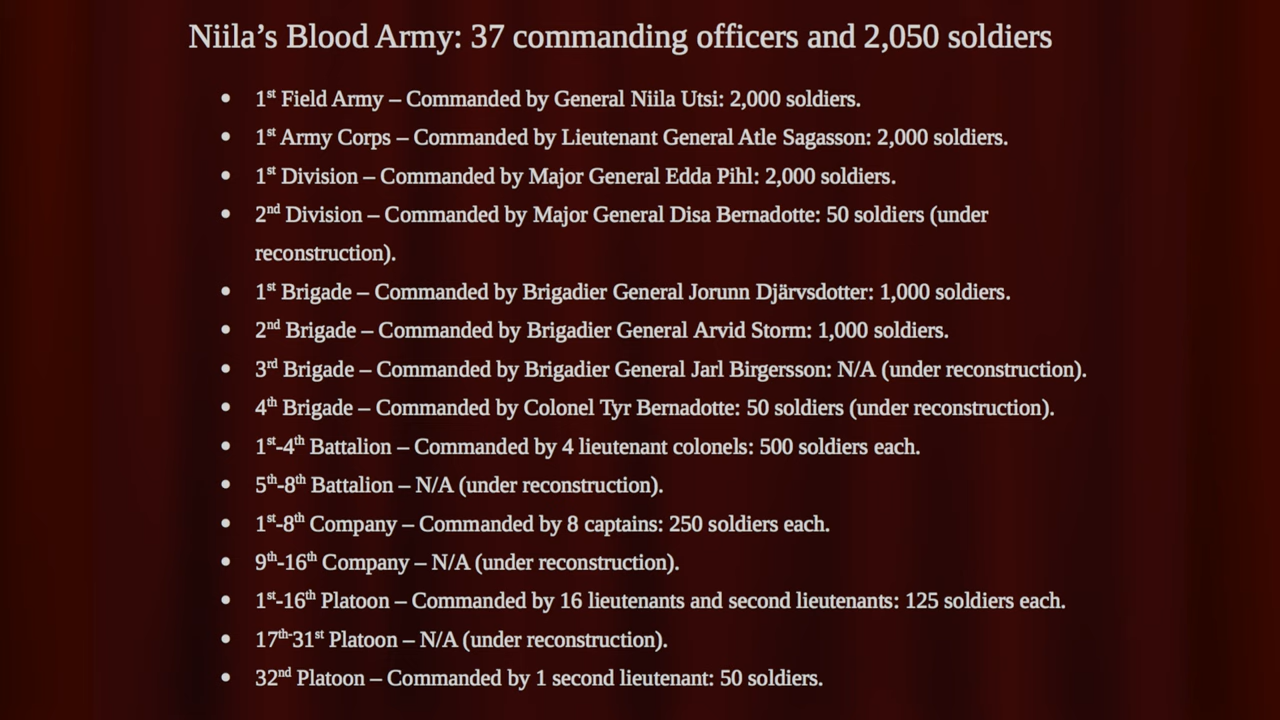 Niila’s Blood Army: 37 commanding officers and 2,050 soldiers
• 1st Field Army – Commanded by General Niila Utsi: 2,000 soldiers.
• 1st Army Corps – Commanded by Lieutenant General Atle Sagasson: 2,000 soldiers.
• 1st Division – Commanded by Major General Edda Pihl: 2,000 soldiers.
• 2nd Division – Commanded by Major General Disa Bernadotte: 50 soldiers (under
reconstruction).
• 1st Brigade – Commanded by Brigadier General Jorunn Djärvsdotter: 1,000 soldiers.
• 2nd Brigade – Commanded by Brigadier General Arvid Storm: 1,000 soldiers.
• 3rd Brigade – Commanded by Brigadier General Jarl Birgersson: N/A (under reconstruction).
• 4th Brigade – Commanded by Colonel Tyr Bernadotte: 50 soldiers (under reconstruction).
• 1st-4th Battalion – Commanded by 4 lieutenant colonels: 500 soldiers each.
• 5th-8th Battalion – N/A (under reconstruction).
• 1st-8th Company – Commanded by 8 captains: 250 soldiers each.
• 9th-16th Company – N/A (under reconstruction).
• 1st-16th Platoon – Commanded by 16 lieutenants and second lieutenants: 125 soldiers each.
• 17th-31st Platoon – N/A (under reconstruction).
• 32nd Platoon – Commanded by 1 second lieutenant: 50 soldiers.